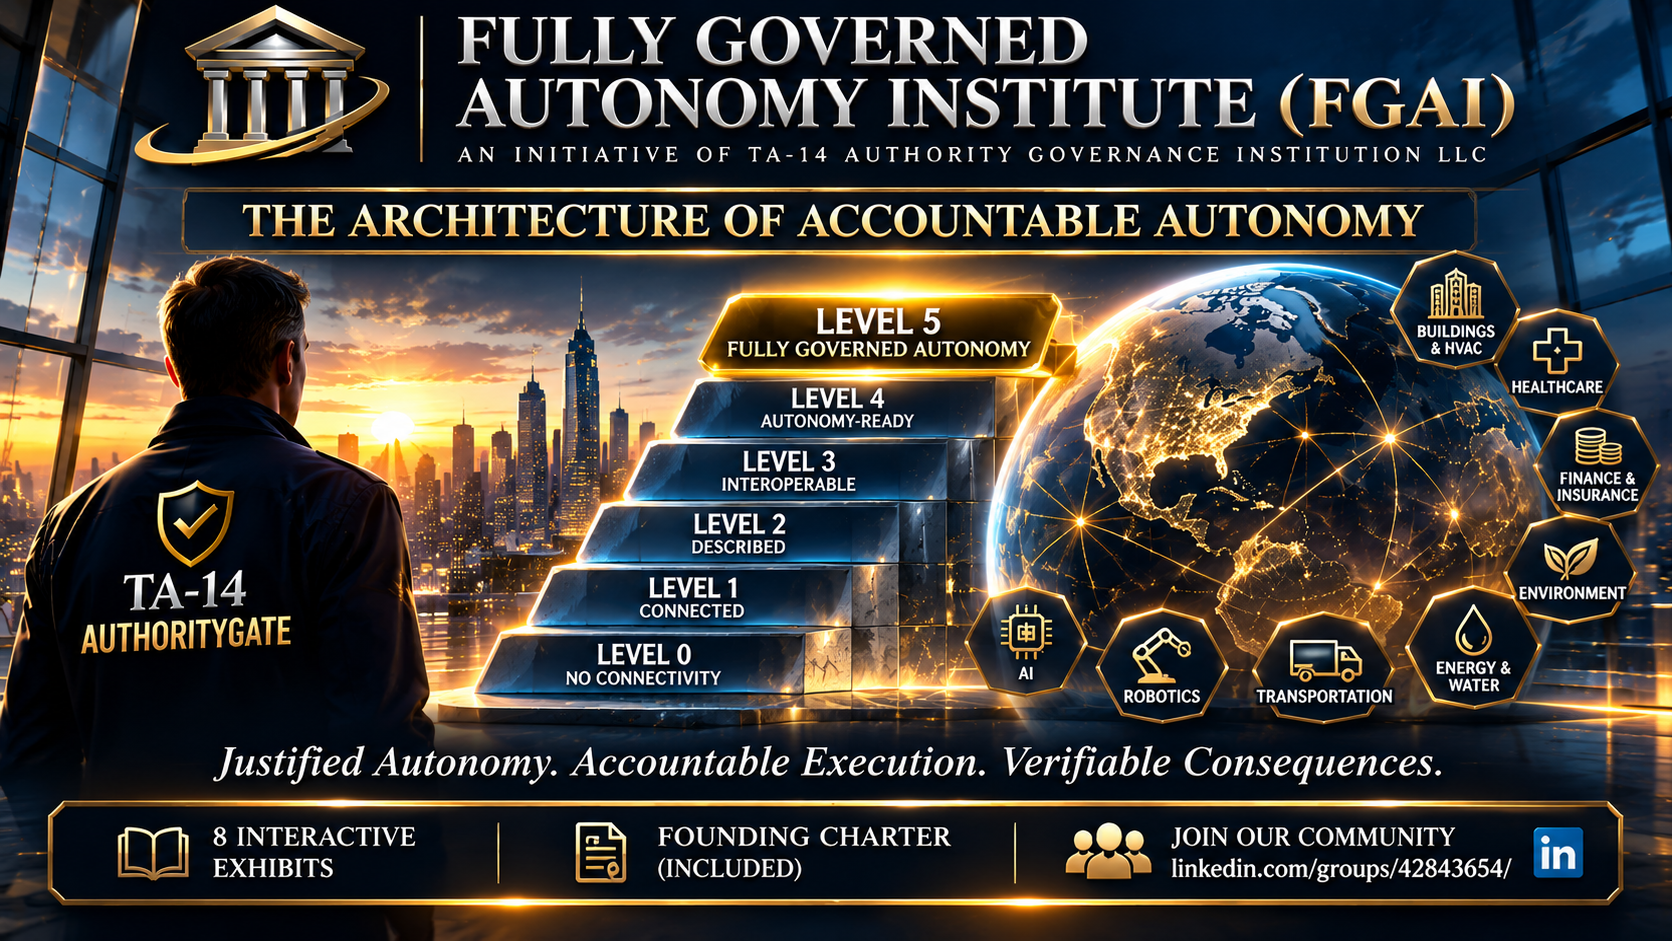 FULLY GOVERNED
AUTONOMY INSTITUTE (FGAI)
AN INITIATIVE OF TA-14 AUTHORITY GOVERNANCE INSTITUTION LLC
THE ARCHITECTURE OF ACCOUNTABLE AUTONOMY
LEVEL 5
FULLY GOVERNED AUTONOMY
LEVEL 4
AUTONOMY-READY
LEVEL 3
INTEROPERABLE
LEVEL 2
DESCRIBED
LEVEL 1
CONNECTED
LEVEL 0
NO CONNECTIVITY
TA-14
AUTHORITYGATE
BUILDINGS
& HVAC
HEALTHCARE
FINANCE &
INSURANCE
ENVIRONMENT
ENERGY &
WATER
TRANSPORTATION
ROBOTICS
AI
Justified Autonomy. Accountable Execution. Verifiable Consequences.
8 INTERACTIVE
EXHIBITS
FOUNDING CHARTER
(INCLUDED)
JOIN OUR COMMUNITY
linkedin.com/groups/42843654/
in